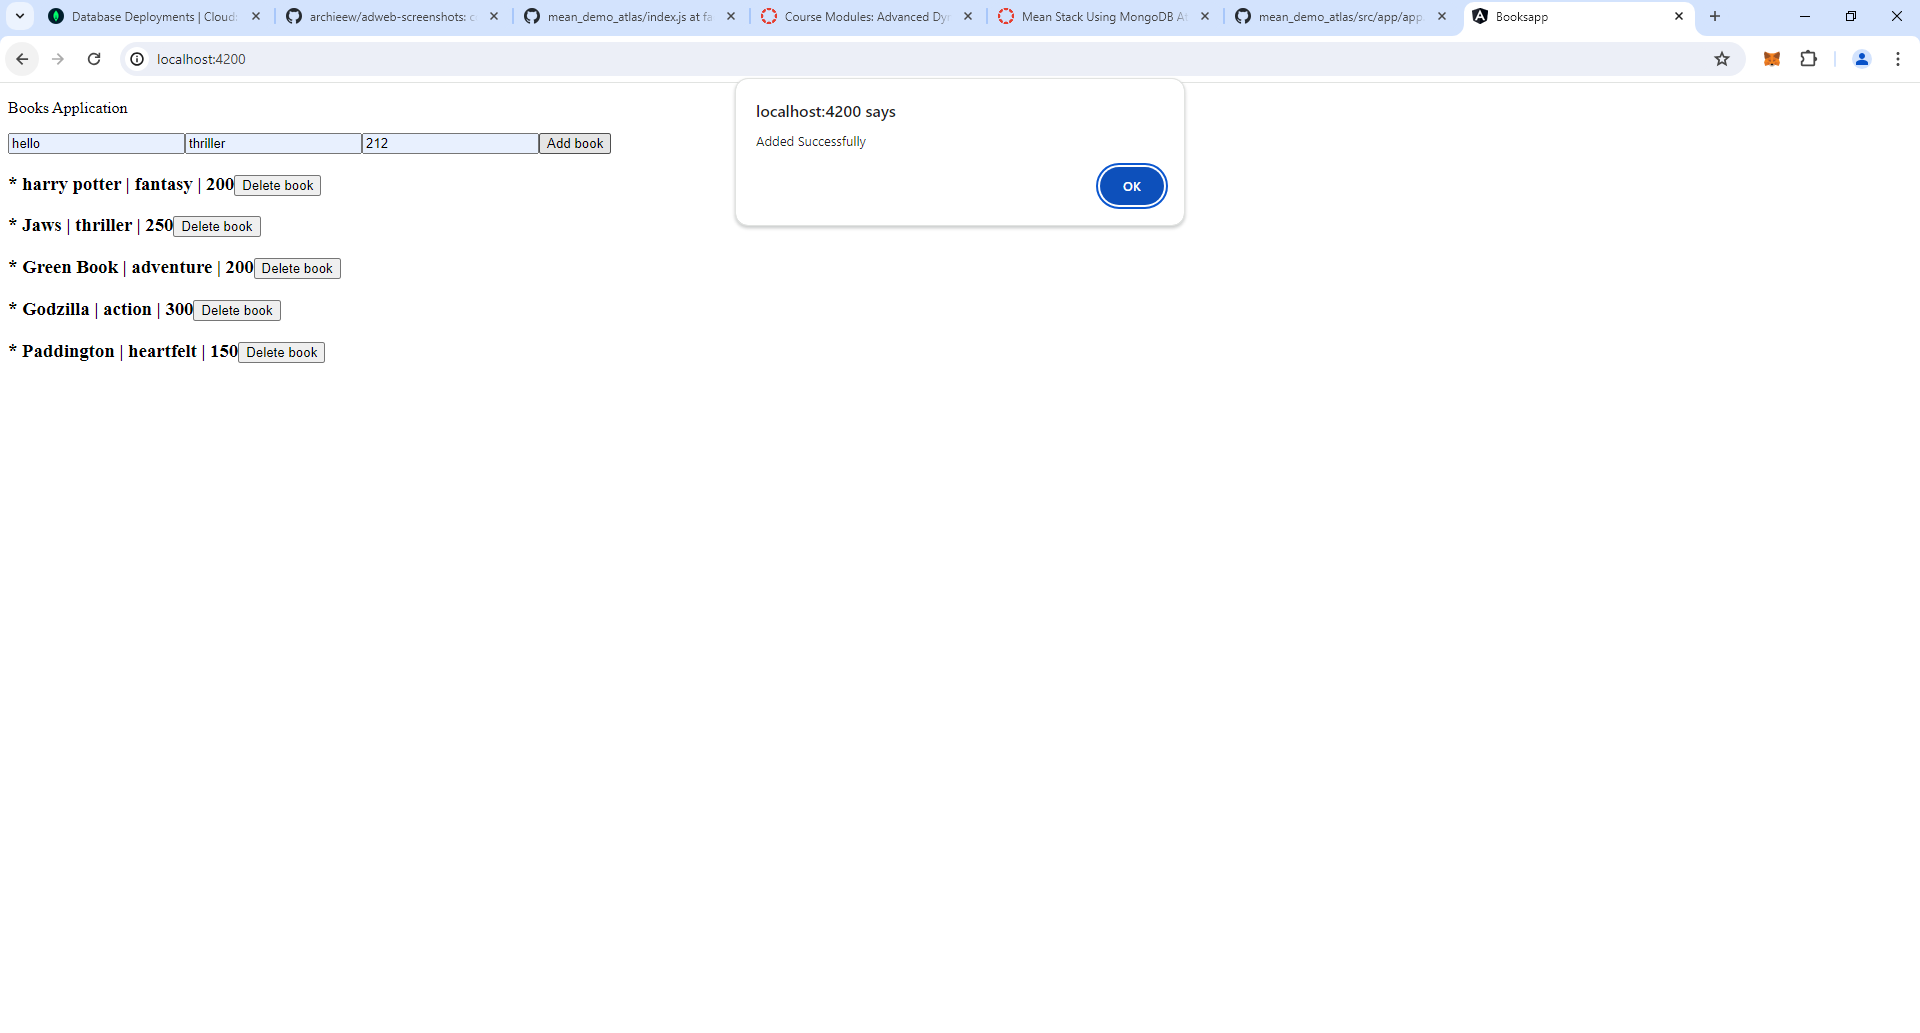 Database Deployments | Cloud:
archieew/adweb-screenshots: c
mean_demo_atlas/index.js at fa
Course Modules: Advanced Dy
Mean Stack Using MongoDB A
mean_demo_atlas/src/app/app.
Booksapp
localhost:4200
localhost:4200 says
Added Successfully
OK
Books Application
hello thriller 212 Add book
* harry potter | fantasy | 200 Delete book
* Jaws | thriller | 250 Delete book
* Green Book | adventure | 200 Delete book
* Godzilla | action | 300 Delete book
* Paddington | heartfelt | 150 Delete book